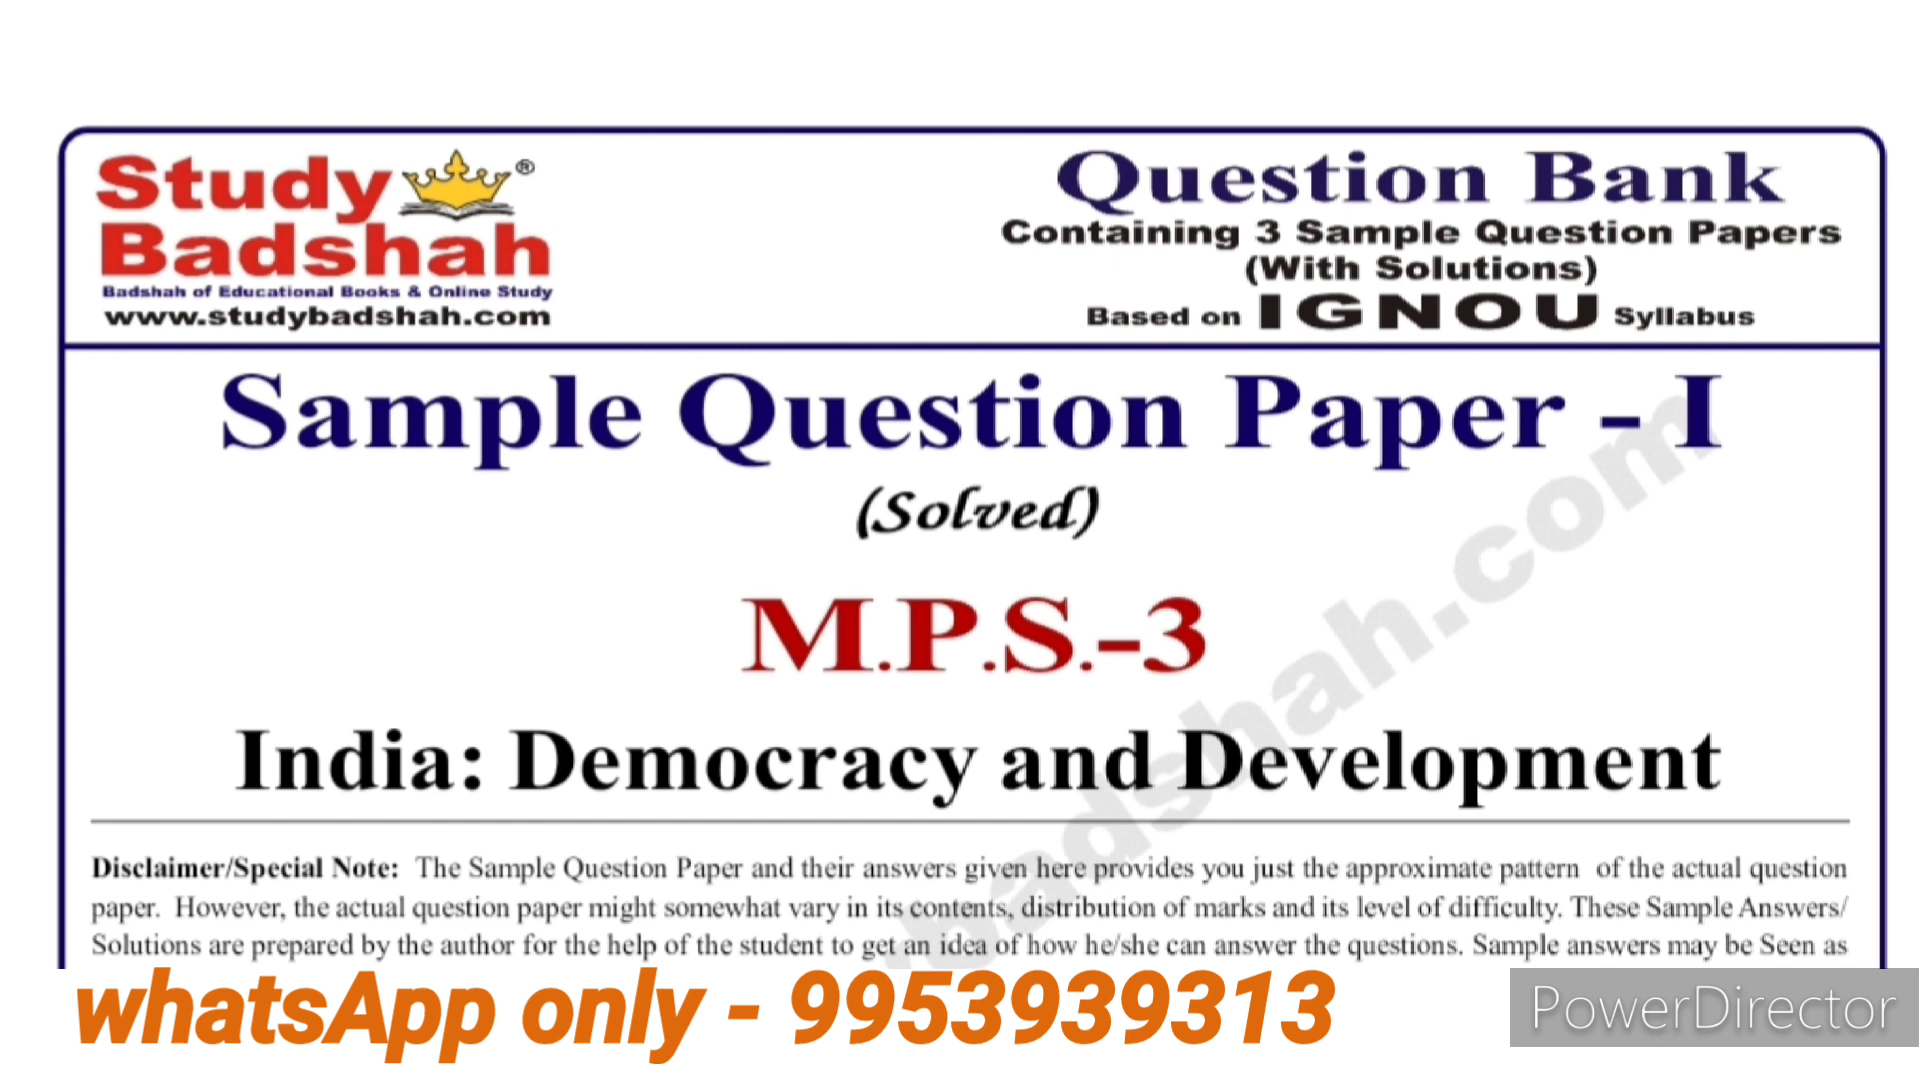 Study ®
Badshah
Badshah of Educational Books & Online Study
www.studybadshah.com
Question Bank
Containing 3 Sample Question Papers
(With Solutions)
Based on IGNOU Syllabus
Sample Question Paper - I
(Solved)
M.P.S.-3
India: Democracy and Development
Disclaimer/Special Note: The Sample Question Paper and their answers given here provides you just the approximate pattern of the actual question
paper. However, the actual question paper might somewhat vary in its contents, distribution of marks and its level of difficulty. These Sample Answers/
Solutions are prepared by the author for the help of the student to get an idea of how he/she can answer the questions. Sample answers may be Seen as
badshah.com
whatsApp only - 9953939313
PowerDirector